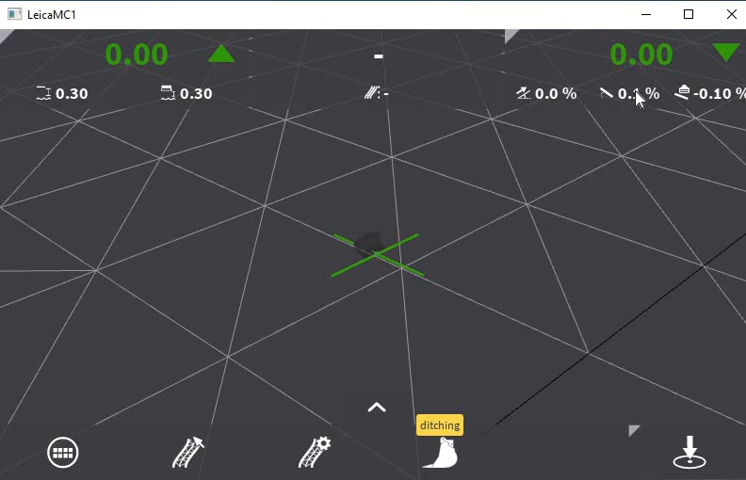 LeicaMC1
0.00 - 0.00
0.30 0.30 :- 0.0 % % -0.10 %
ditching